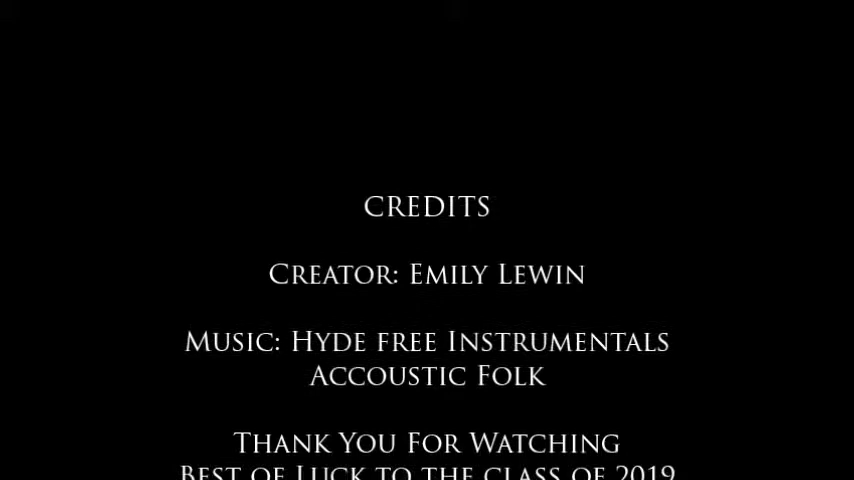 CREDITS
Creator: Emily Lewin
Music: Hyde free Instrumentals
Accoustic Folk
Thank You For Watching
Best of Luck to the class of 2019